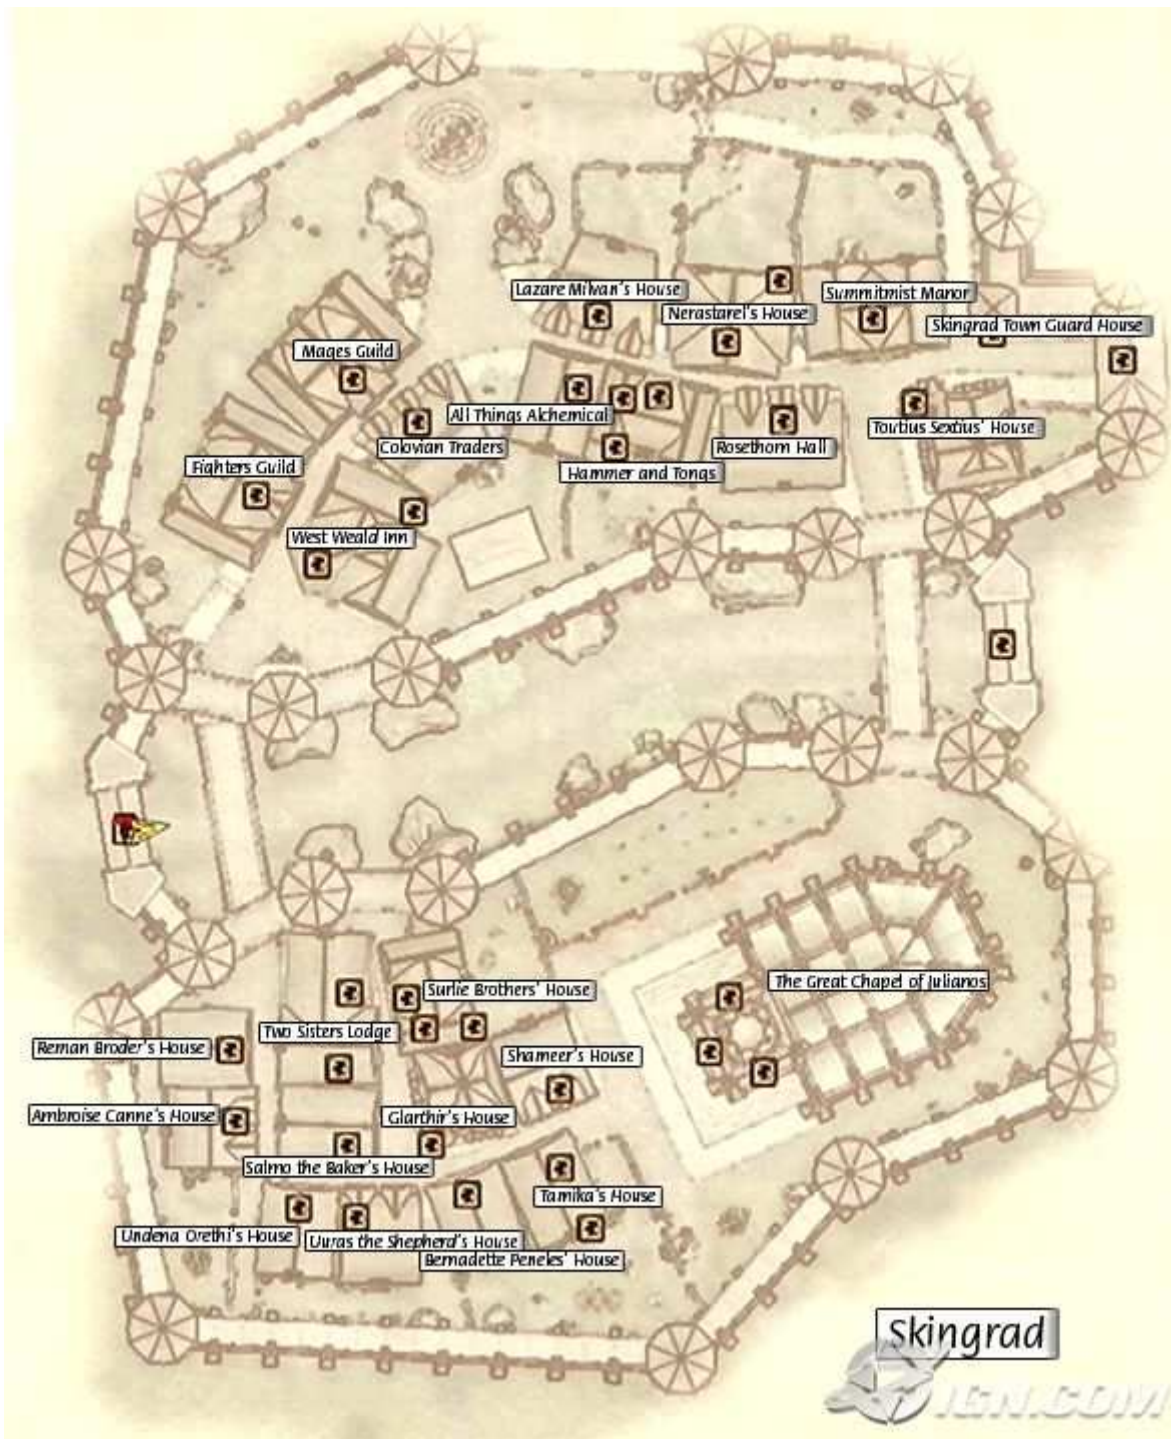 Lazare Milvan's House
Summitmist Manor
Nerastarel's House
Skingrad Town Guard House
Mages Guild
All Things Alchemical
Colovian Traders
Toutius Sextius' House
Rosethorn Hall
Fighters Guild
Hammer and Tongs
West Weald Inn
The Great Chapel of Julianos
Surlie Brothers' House
Two Sisters Lodge
Reman Broder's House
Shameer's House
Ambroise Canne's House
Glarthir's House
Salmo the Baker's House
Tamika's House
Undena Orethi's House
Uuras the Shepherd's House
Bernadette Peneles' House
Skingrad
IGN.COM